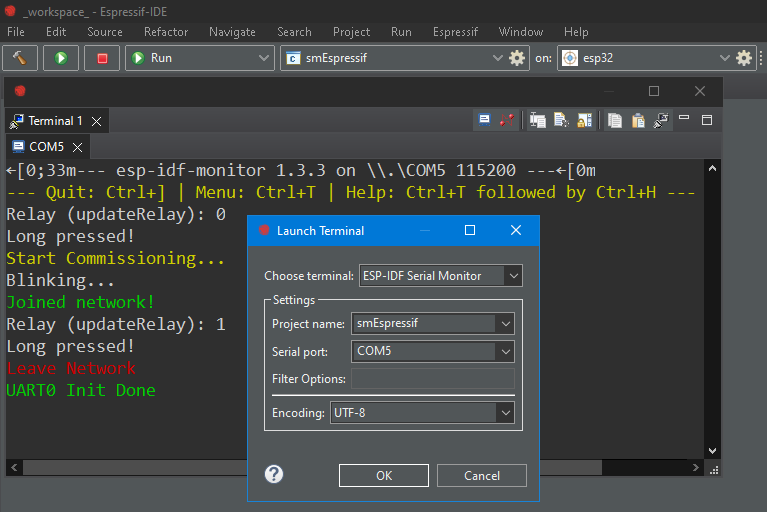 _workspace_ - Espressif-IDE
File Edit Source Refactor Navigate Search Project Run Espressif Window Help
Run smEspressif on: esp32
Terminal 1
COM5
←[0;33m--- esp-idf-monitor 1.3.3 on \\.\COM5 115200 ---←[0m
--- Quit: Ctrl+] | Menu: Ctrl+T | Help: Ctrl+T followed by Ctrl+H ---
Relay (updateRelay): 0
Long pressed!
Start Commissioning...
Blinking...
Joined network!
Relay (updateRelay): 1
Long pressed!
Leave Network
UART0 Init Done
Launch Terminal
Choose terminal: ESP-IDF Serial Monitor
Settings
Project name: smEspressif
Serial port: COM5
Filter Options:
Encoding: UTF-8
? OK Cancel